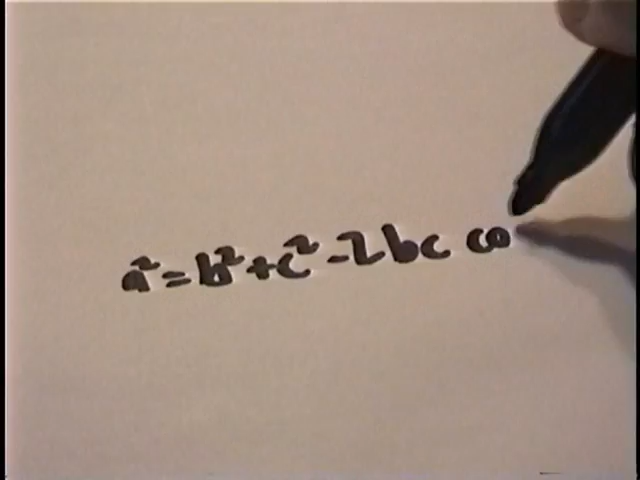 a² = b² + c² - 2bc co